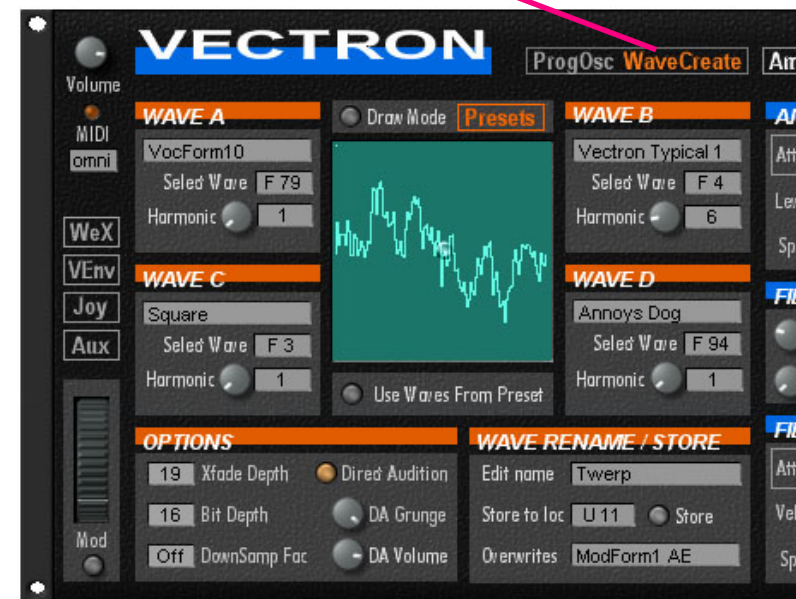 VECTRON
ProgOsc WaveCreate
Volume
MIDI
omni
WeX
VEnv
Joy
Aux
Mod
WAVE A
VocForm10
Select Wave F 79
Harmonic 1
Draw Mode Presets
WAVE B
Vectron Typical 1
Select Wave F 4
Harmonic 6
WAVE C
Square
Select Wave F 3
Harmonic 1
Use Waves From Preset
WAVE D
Annoys Dog
Select Wave F 94
Harmonic 1
OPTIONS
19 Xfade Depth Direct Audition
16 Bit Depth DA Grunge
Off DownSamp Fac DA Volume
WAVE RENAME / STORE
Edit name Twerp
Store to loc U 11 Store
Overwrites ModForm1 AE
Att
Att